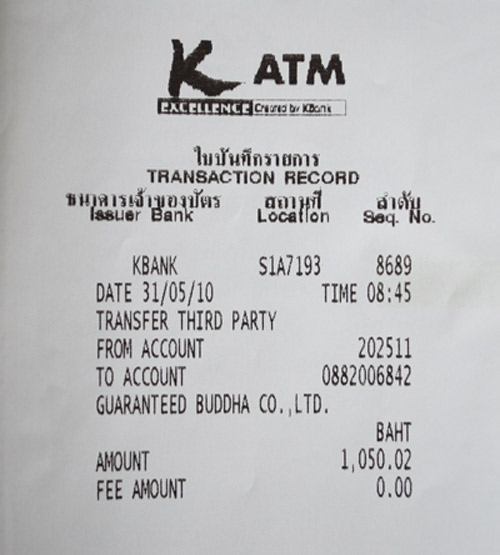 K ATM
EXCELLENCE Created by KBank
ใบบันทึกรายการ
TRANSACTION RECORD
ธนาคารเจ้าของบัตร สถานที่ ลำดับ
Issuer Bank Location Seq. No.
KBANK S1A7193 8689
DATE 31/05/10 TIME 08:45
TRANSFER THIRD PARTY
FROM ACCOUNT 202511
TO ACCOUNT 0882006842
GUARANTEED BUDDHA CO.,LTD.
BAHT
AMOUNT 1,050.02
FEE AMOUNT 0.00